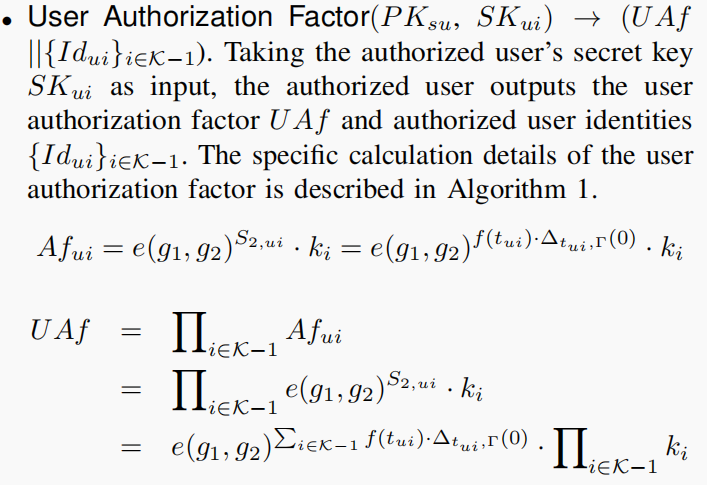 • User Authorization Factor(PK_{su}, SK_{ui}) → (UAf
||{Id_{ui}}_{i∈𝒦−1}). Taking the authorized user's secret key
SK_{ui} as input, the authorized user outputs the user
authorization factor UAf and authorized user identities
{Id_{ui}}_{i∈𝒦−1}. The specific calculation details of the user
authorization factor is described in Algorithm 1.
Af_{ui} = e(g_1, g_2)^{S_{2,ui}} · k_i = e(g_1, g_2)^{f(t_{ui})·Δ_{t_{ui},Γ}(0)} · k_i
UAf = ∏_{i∈𝒦−1} Af_{ui}
= ∏_{i∈𝒦−1} e(g_1, g_2)^{S_{2,ui}} · k_i
= e(g_1, g_2)^{∑_{i∈𝒦−1} f(t_{ui})·Δ_{t_{ui},Γ}(0)} · ∏_{i∈𝒦−1} k_i